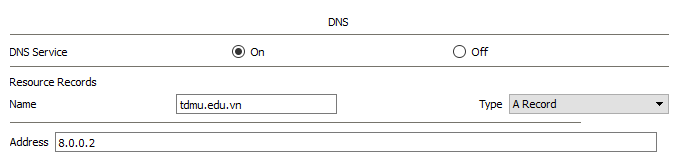 DNS
DNS Service On Off
Resource Records
Name tdmu.edu.vn Type A Record
Address 8.0.0.2